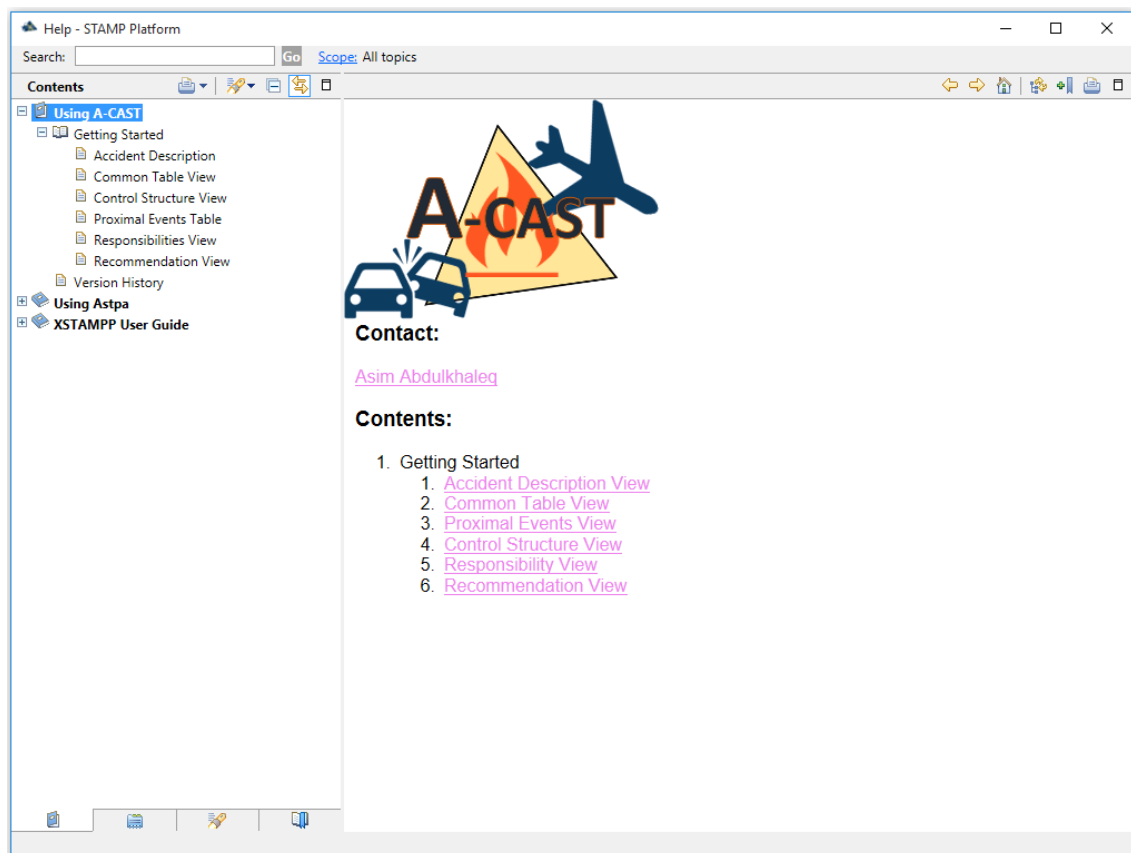 Help - STAMP Platform
Search:
Go
Scope: All topics
Contents
Using A-CAST
Getting Started
Accident Description
Common Table View
Control Structure View
Proximal Events Table
Responsibilities View
Recommendation View
Version History
Using Astpa
XSTAMPP User Guide
A-CAST
Contact:
Asim Abdulkhaleq
Contents:
1. Getting Started
1. Accident Description View
2. Common Table View
3. Proximal Events View
4. Control Structure View
5. Responsibility View
6. Recommendation View